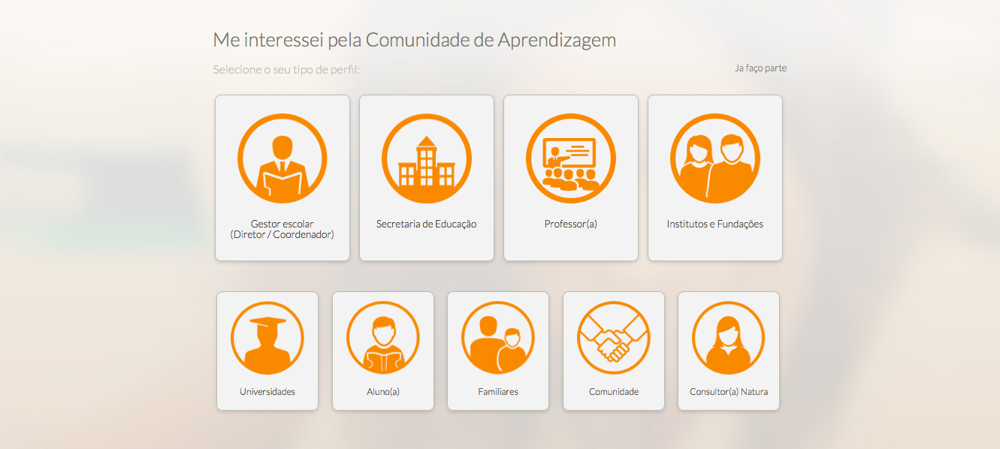 Me interessei pela Comunidade de Aprendizagem
Selecione o seu tipo de perfil:
Ja faço parte
Gestor escolar
(Diretor / Coordenador)
Secretaria de Educação
Professor(a)
Institutos e Fundações
Universidades
Aluno(a)
Familiares
Comunidade
Consultor(a) Natura